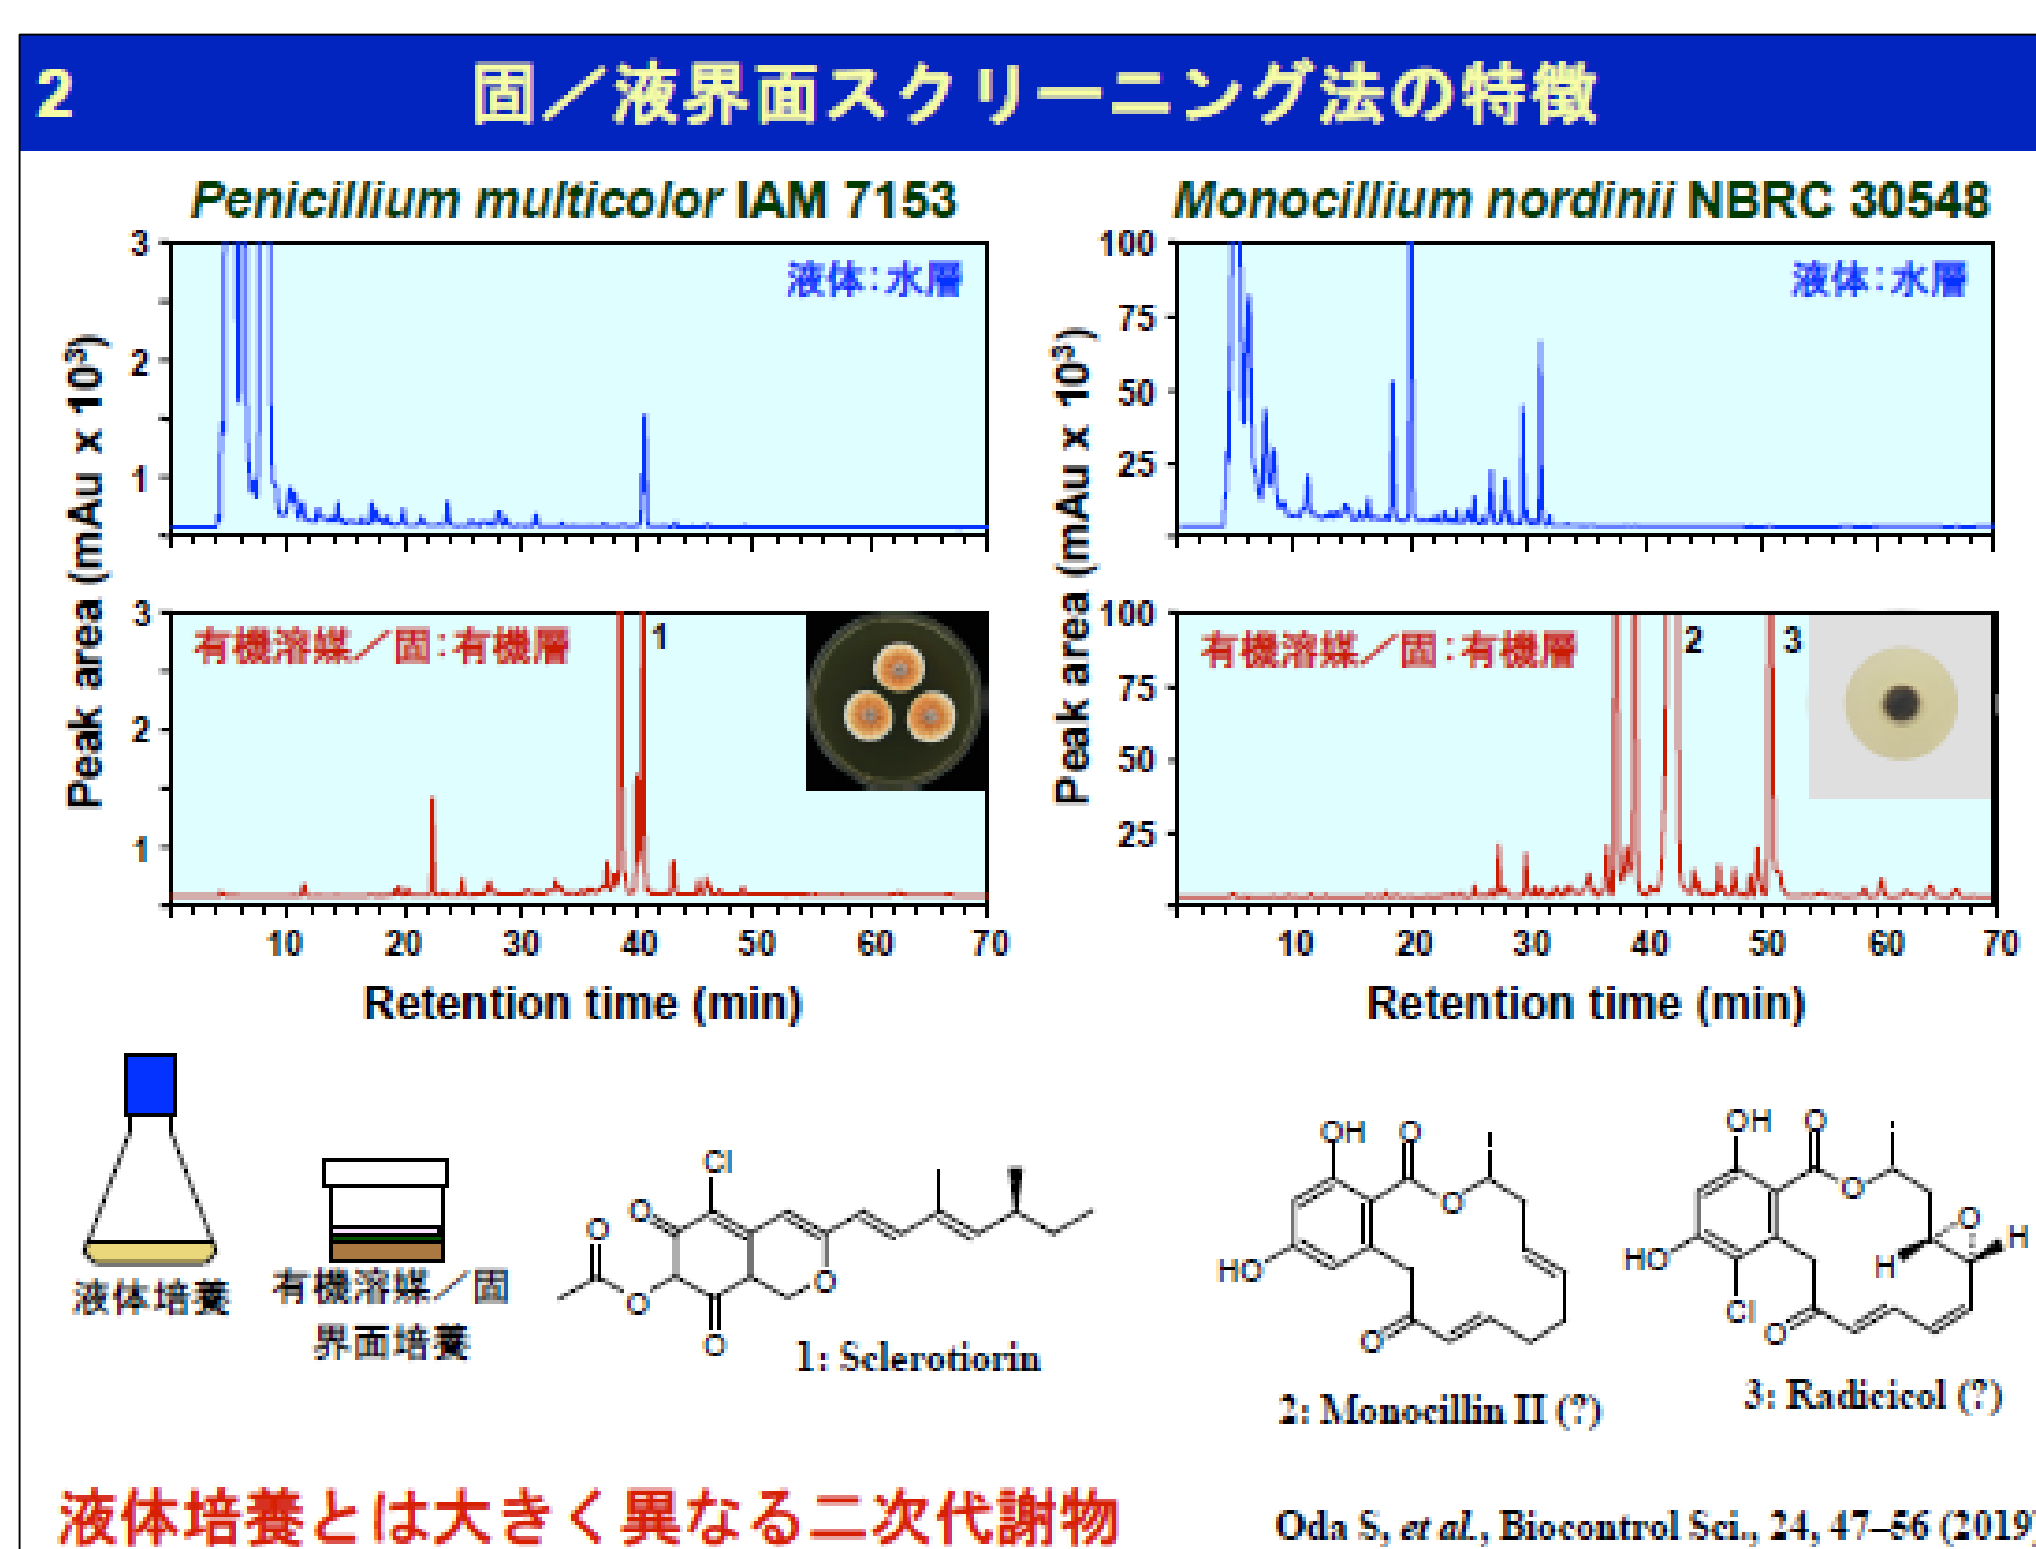 2
固／液界面スクリーニング法の特徴
Penicillium multicolor IAM 7153
Monocillium nordinii NBRC 30548
Peak area (mAu x 10³)
3
2
1
液体：水層
3
2
1
有機溶媒／固：有機層
1
10 20 30 40 50 60 70
Retention time (min)
Peak area (mAu x 10³)
100
75
50
25
液体：水層
100
75
50
25
有機溶媒／固：有機層
2
3
10 20 30 40 50 60 70
Retention time (min)
液体培養
有機溶媒／固
界面培養
Cl
O
O
O
O
O
1: Sclerotiorin
OH
O
O
HO
O
2: Monocillin II (?)
OH
O
O
O
H
H
HO
Cl
O
3: Radicicol (?)
液体培養とは大きく異なる二次代謝物
Oda S, et al., Biocontrol Sci., 24, 47–56 (2019)